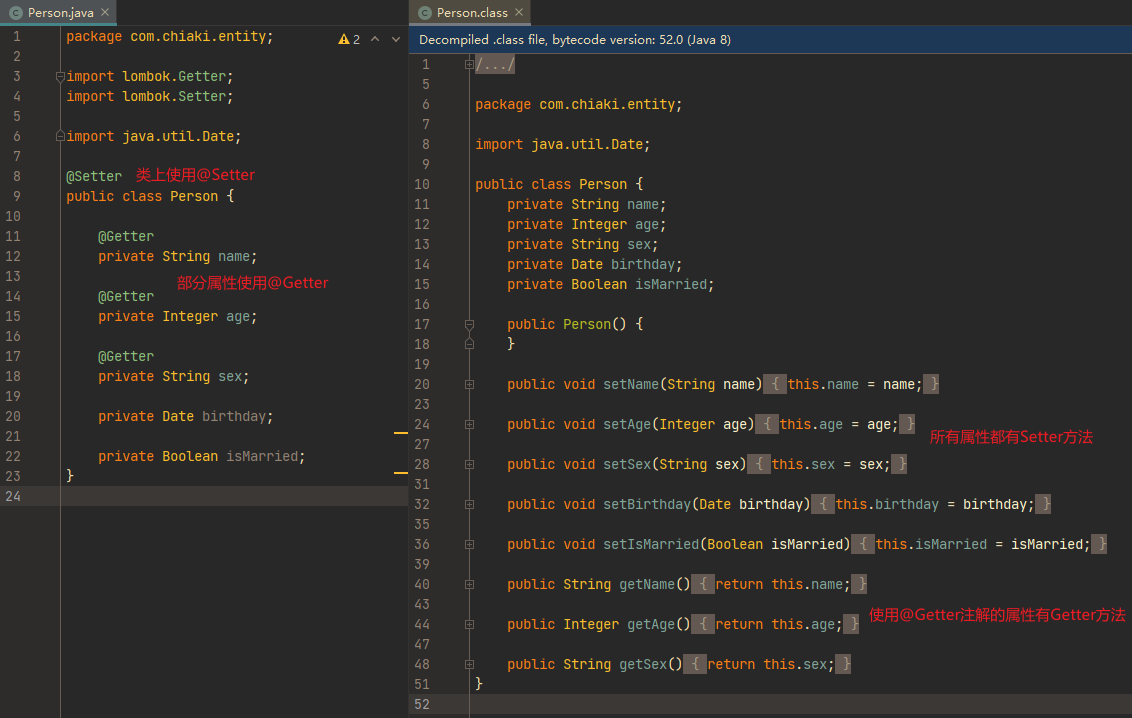 Person.java
1 package com.chiaki.entity;
2
3 import lombok.Getter;
4 import lombok.Setter;
5
6 import java.util.Date;
7
8 @Setter 类上使用@Setter
9 public class Person {
10
11 @Getter
12 private String name;
13 部分属性使用@Getter
14 @Getter
15 private Integer age;
16
17 @Getter
18 private String sex;
19
20 private Date birthday;
21
22 private Boolean isMarried;
23 }
24
2
Person.class
Decompiled .class file, bytecode version: 52.0 (Java 8)
1 /.../
5
6 package com.chiaki.entity;
7
8 import java.util.Date;
9
10 public class Person {
11 private String name;
12 private Integer age;
13 private String sex;
14 private Date birthday;
15 private Boolean isMarried;
16
17 public Person() {
18 }
19
20 public void setName(String name) { this.name = name; }
23
24 public void setAge(Integer age) { this.age = age; }
27 所有属性都有Setter方法
28 public void setSex(String sex) { this.sex = sex; }
31
32 public void setBirthday(Date birthday) { this.birthday = birthday; }
35
36 public void setIsMarried(Boolean isMarried) { this.isMarried = isMarried; }
39
40 public String getName() { return this.name; }
43 使用@Getter注解的属性有Getter方法
44 public Integer getAge() { return this.age; }
47
48 public String getSex() { return this.sex; }
51 }
52